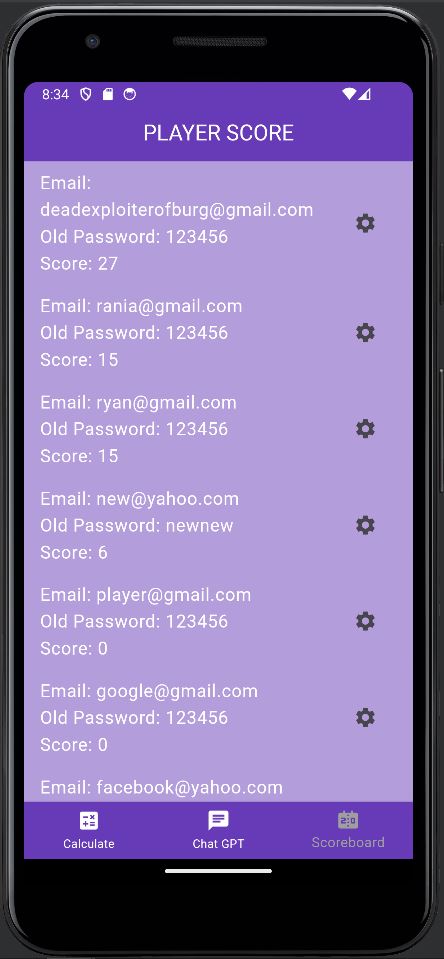 8:34
PLAYER SCORE
Email:
deadexploiterofburg@gmail.com
Old Password: 123456
Score: 27
Email: rania@gmail.com
Old Password: 123456
Score: 15
Email: ryan@gmail.com
Old Password: 123456
Score: 15
Email: new@yahoo.com
Old Password: newnew
Score: 6
Email: player@gmail.com
Old Password: 123456
Score: 0
Email: google@gmail.com
Old Password: 123456
Score: 0
Email: facebook@yahoo.com
Calculate
Chat GPT
Scoreboard